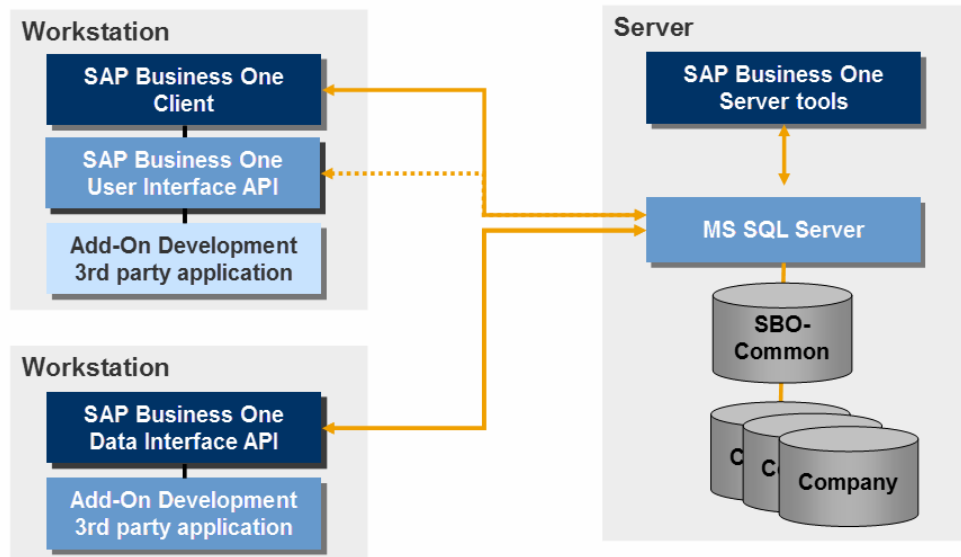 Workstation
SAP Business One
Client
SAP Business One
User Interface API
Add-On Development
3rd party application
Workstation
SAP Business One
Data Interface API
Add-On Development
3rd party application
Server
SAP Business One
Server tools
MS SQL Server
SBO-
Common
Company